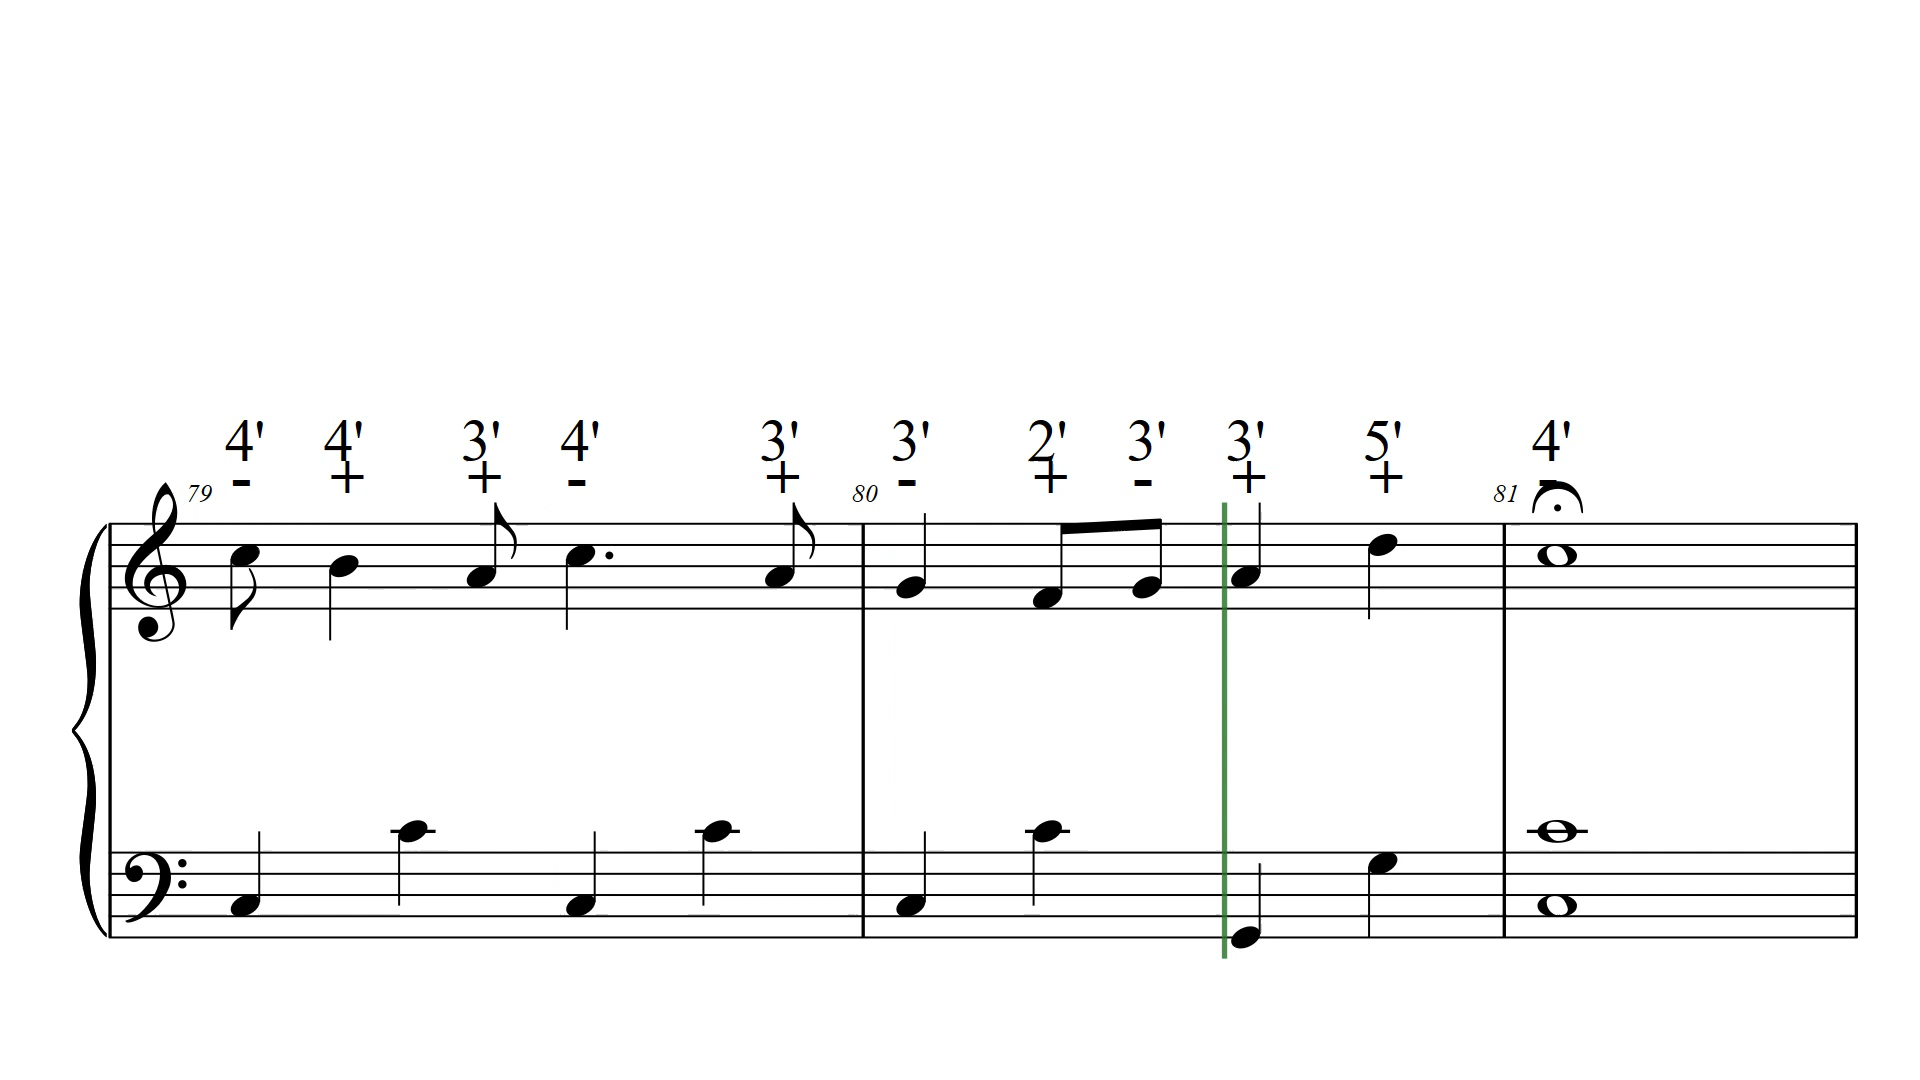 4' 4' 3' 4' 3' 3' 2' 3' 3' 5' 4'
- + + - + - + - + + -
79 80 81